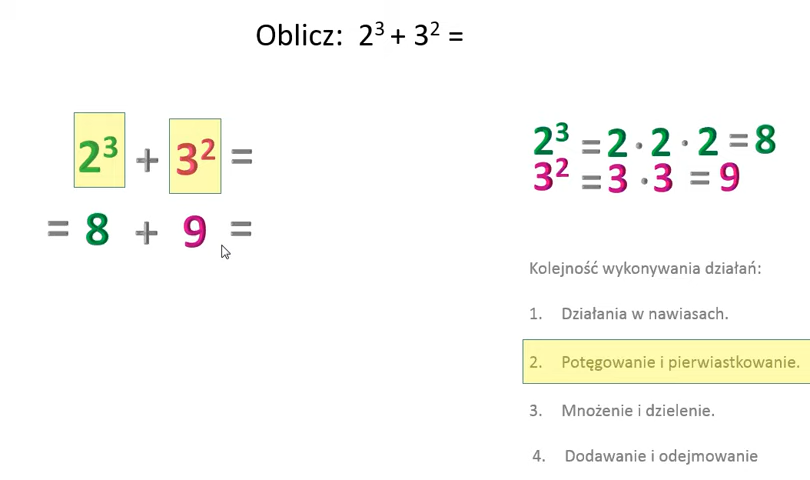 Oblicz: 2³ + 3² =
2³ + 3² =
= 8 + 9 =
2³ = 2 · 2 · 2 = 8
3² = 3 · 3 = 9
Kolejność wykonywania działań:
1. Działania w nawiasach.
2. Potęgowanie i pierwiastkowanie.
3. Mnożenie i dzielenie.
4. Dodawanie i odejmowanie